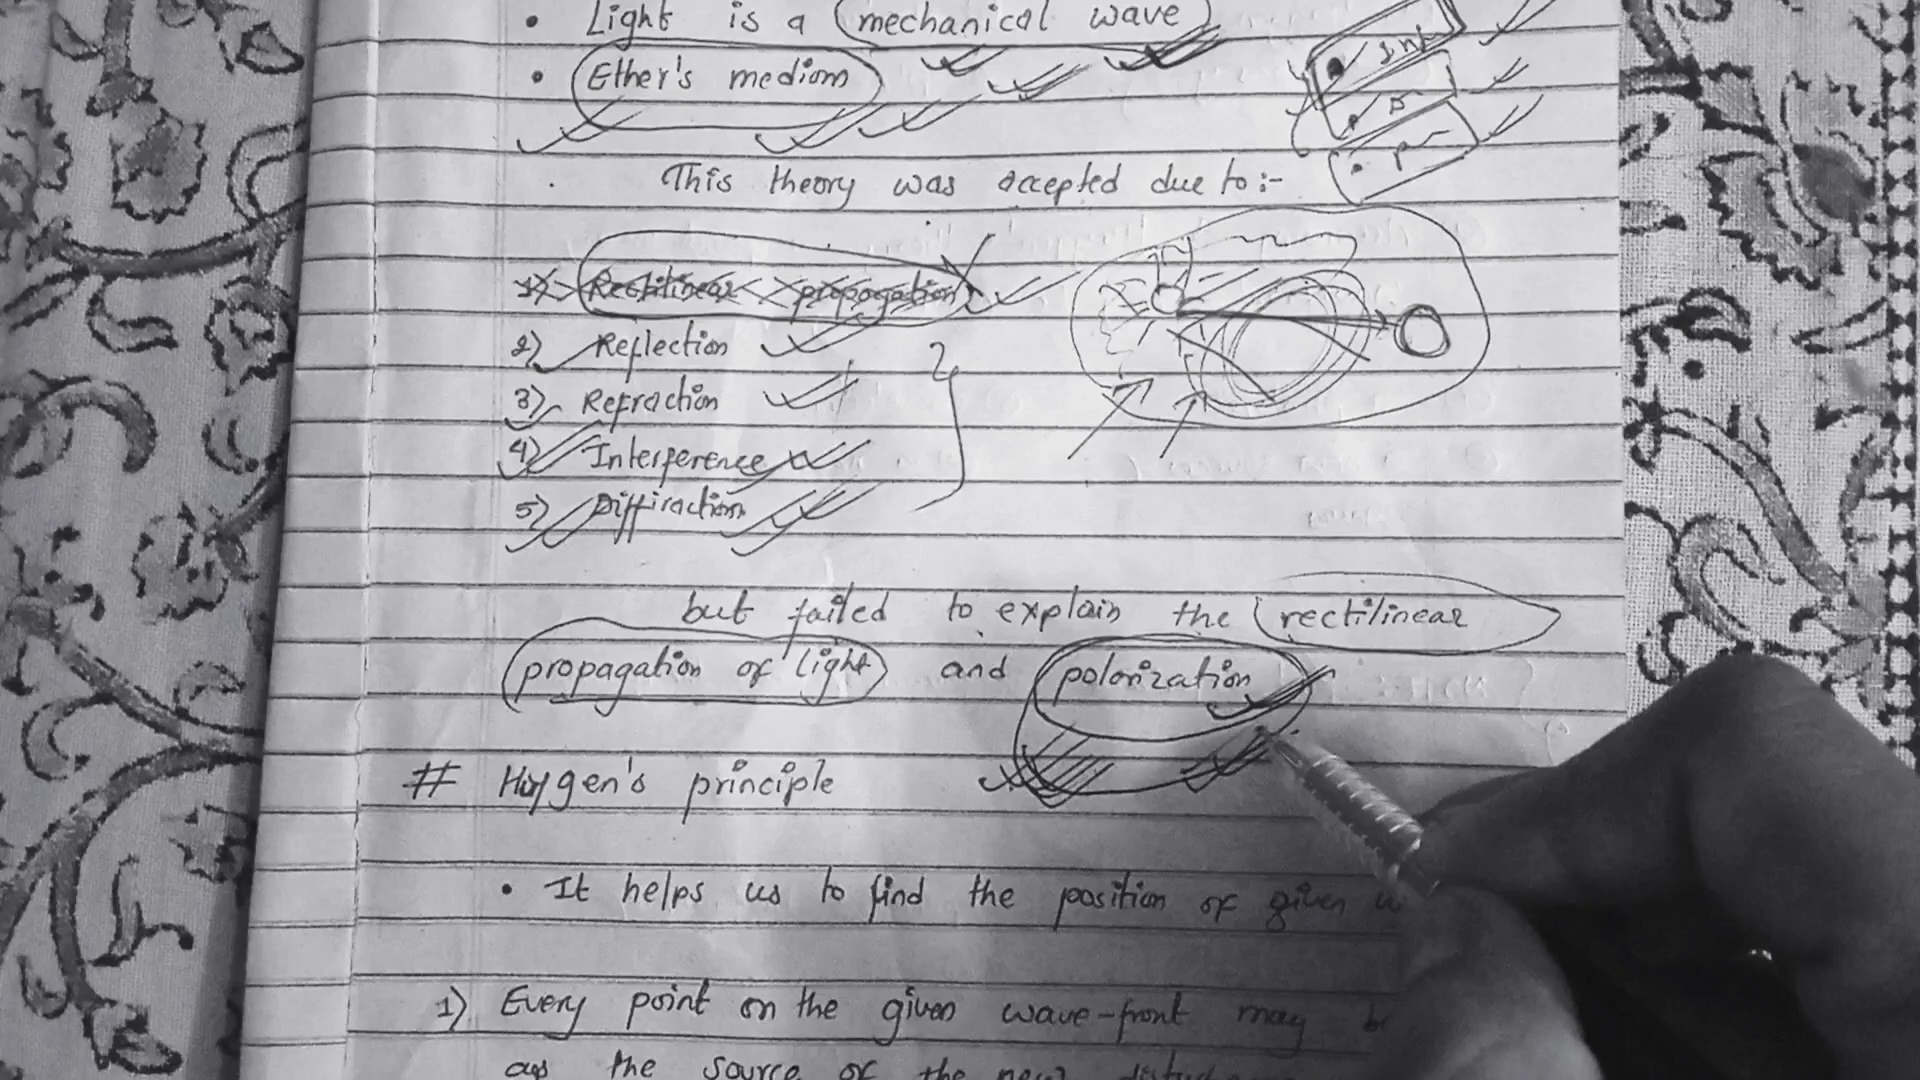 • Light is a mechanical wave
• Ether's medium
This theory was accepted due to :-
1) Rectilinear propagation
2) Reflection
3) Refraction
4) Interference
5) Diffiraction
but failed to explain the rectilinear
propagation of light and polorization
# Huygen's principle
• It helps us to find the position of given
1) Every point on the given wave-front may
as the source of the new